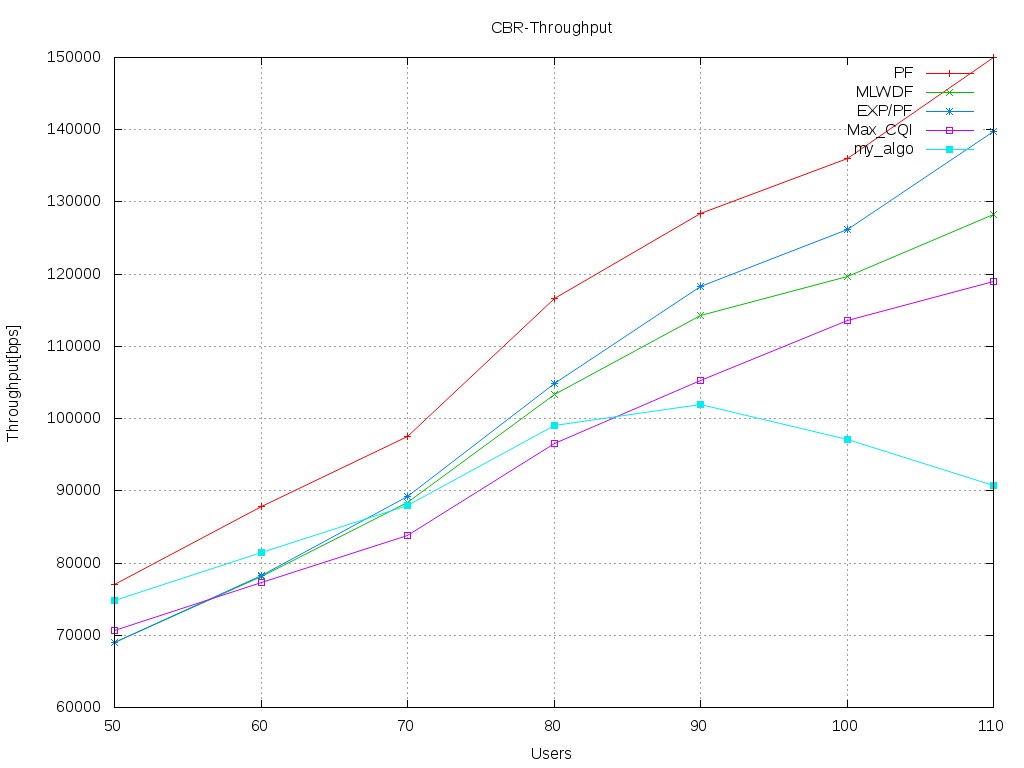 CBR-Throughput
150000
140000
130000
120000
110000
100000
90000
80000
70000
60000
Throughput[bps]
PF
MLWDF
EXP/PF
Max_CQI
my_algo
50 60 70 80 90 100 110
Users